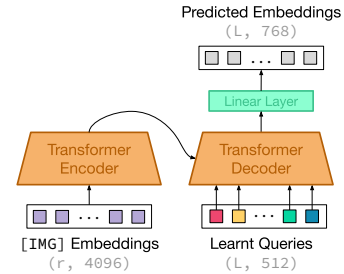 Predicted Embeddings
(L, 768)
...
Linear Layer
Transformer
Encoder
Transformer
Decoder
...
...
[IMG] Embeddings
(r, 4096)
Learnt Queries
(L, 512)